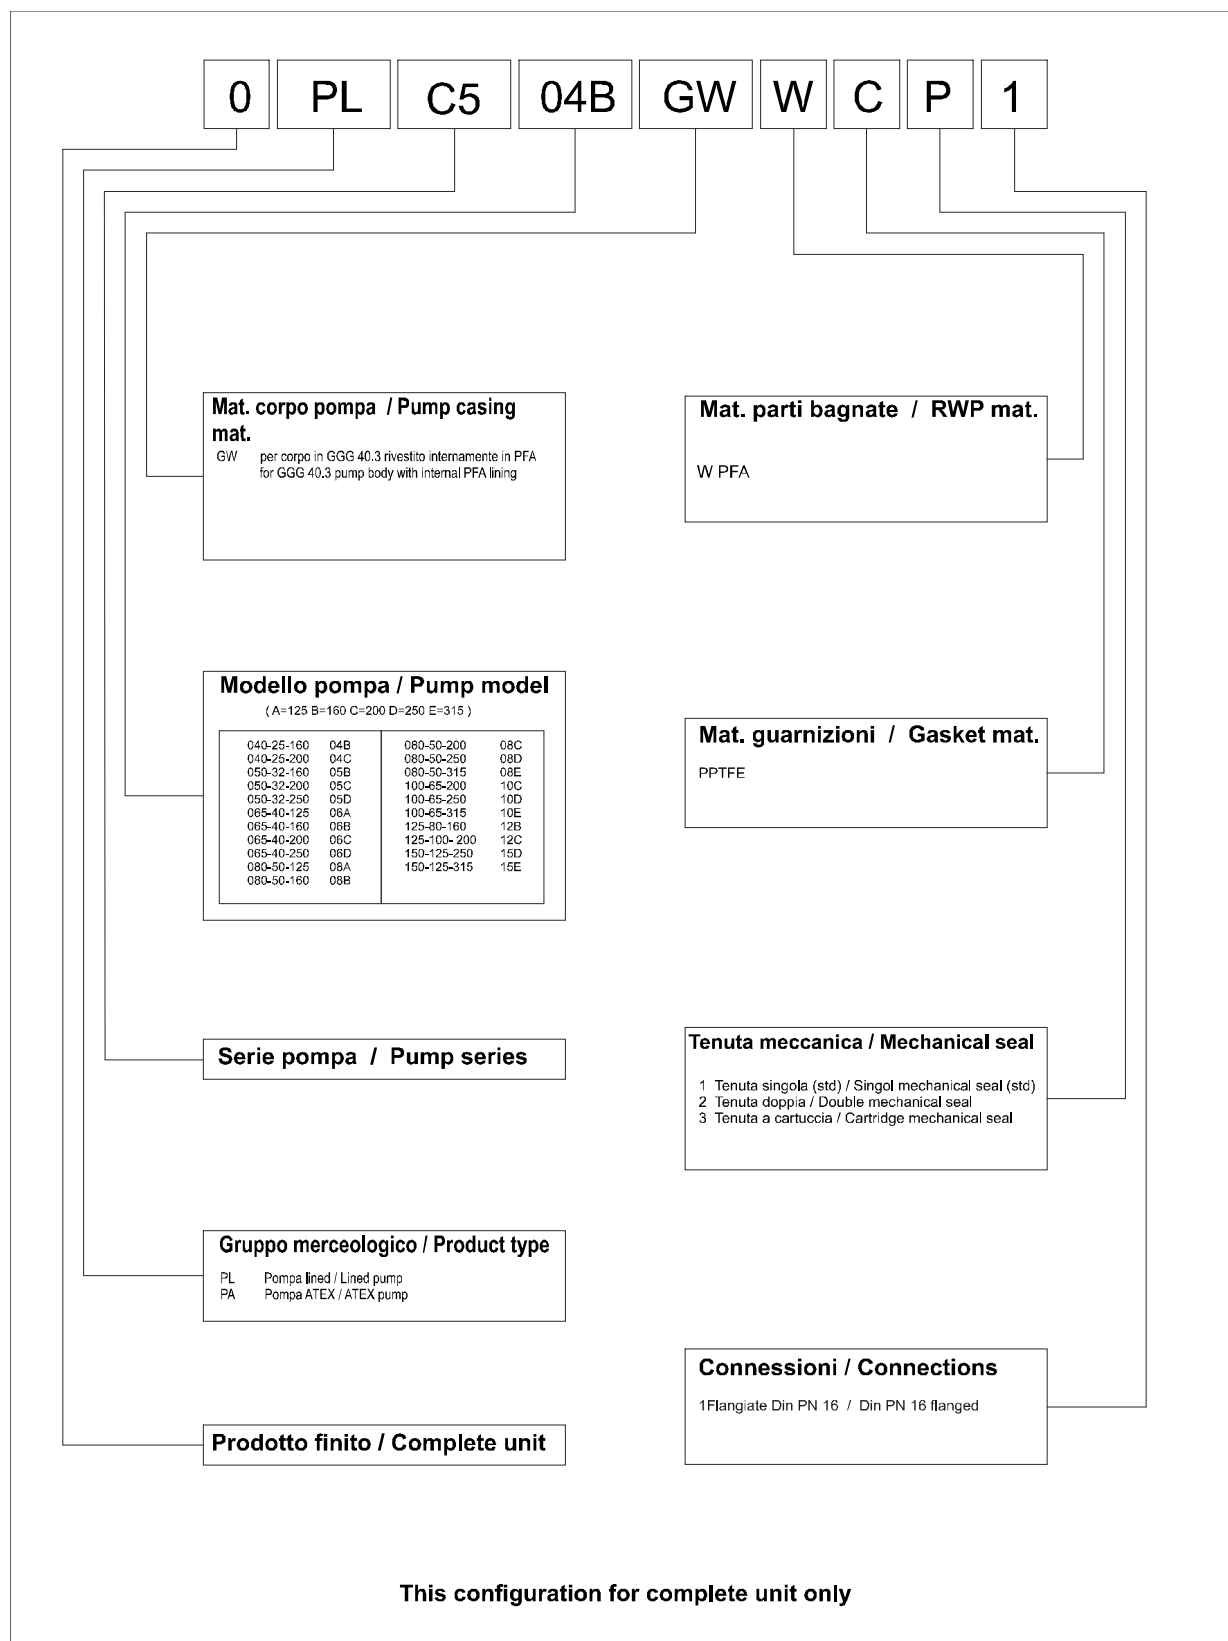 0 PL C5 04B GW W C P 1
Mat. corpo pompa / Pump casing
mat.
GW per corpo in GGG 40.3 rivestito internamente in PFA
for GGG 40.3 pump body with internal PFA lining
Mat. parti bagnate / RWP mat.
W PFA
Modello pompa / Pump model
( A=125 B=160 C=200 D=250 E=315 )
040-25-160 04B
040-25-200 04C
050-32-160 05B
050-32-200 05C
050-32-250 05D
065-40-125 06A
065-40-160 06B
065-40-200 06C
065-40-250 06D
080-50-125 08A
080-50-160 08B
080-50-200 08C
080-50-250 08D
080-50-315 08E
100-65-200 10C
100-65-250 10D
100-65-315 10E
125-80-160 12B
125-100- 200 12C
150-125-250 15D
150-125-315 15E
Mat. guarnizioni / Gasket mat.
PPTFE
Serie pompa / Pump series
Tenuta meccanica / Mechanical seal
1 Tenuta singola (std) / Singol mechanical seal (std)
2 Tenuta doppia / Double mechanical seal
3 Tenuta a cartuccia / Cartridge mechanical seal
Gruppo merceologico / Product type
PL Pompa lined / Lined pump
PA Pompa ATEX / ATEX pump
Connessioni / Connections
1Flangiate Din PN 16 / Din PN 16 flanged
Prodotto finito / Complete unit
This configuration for complete unit only